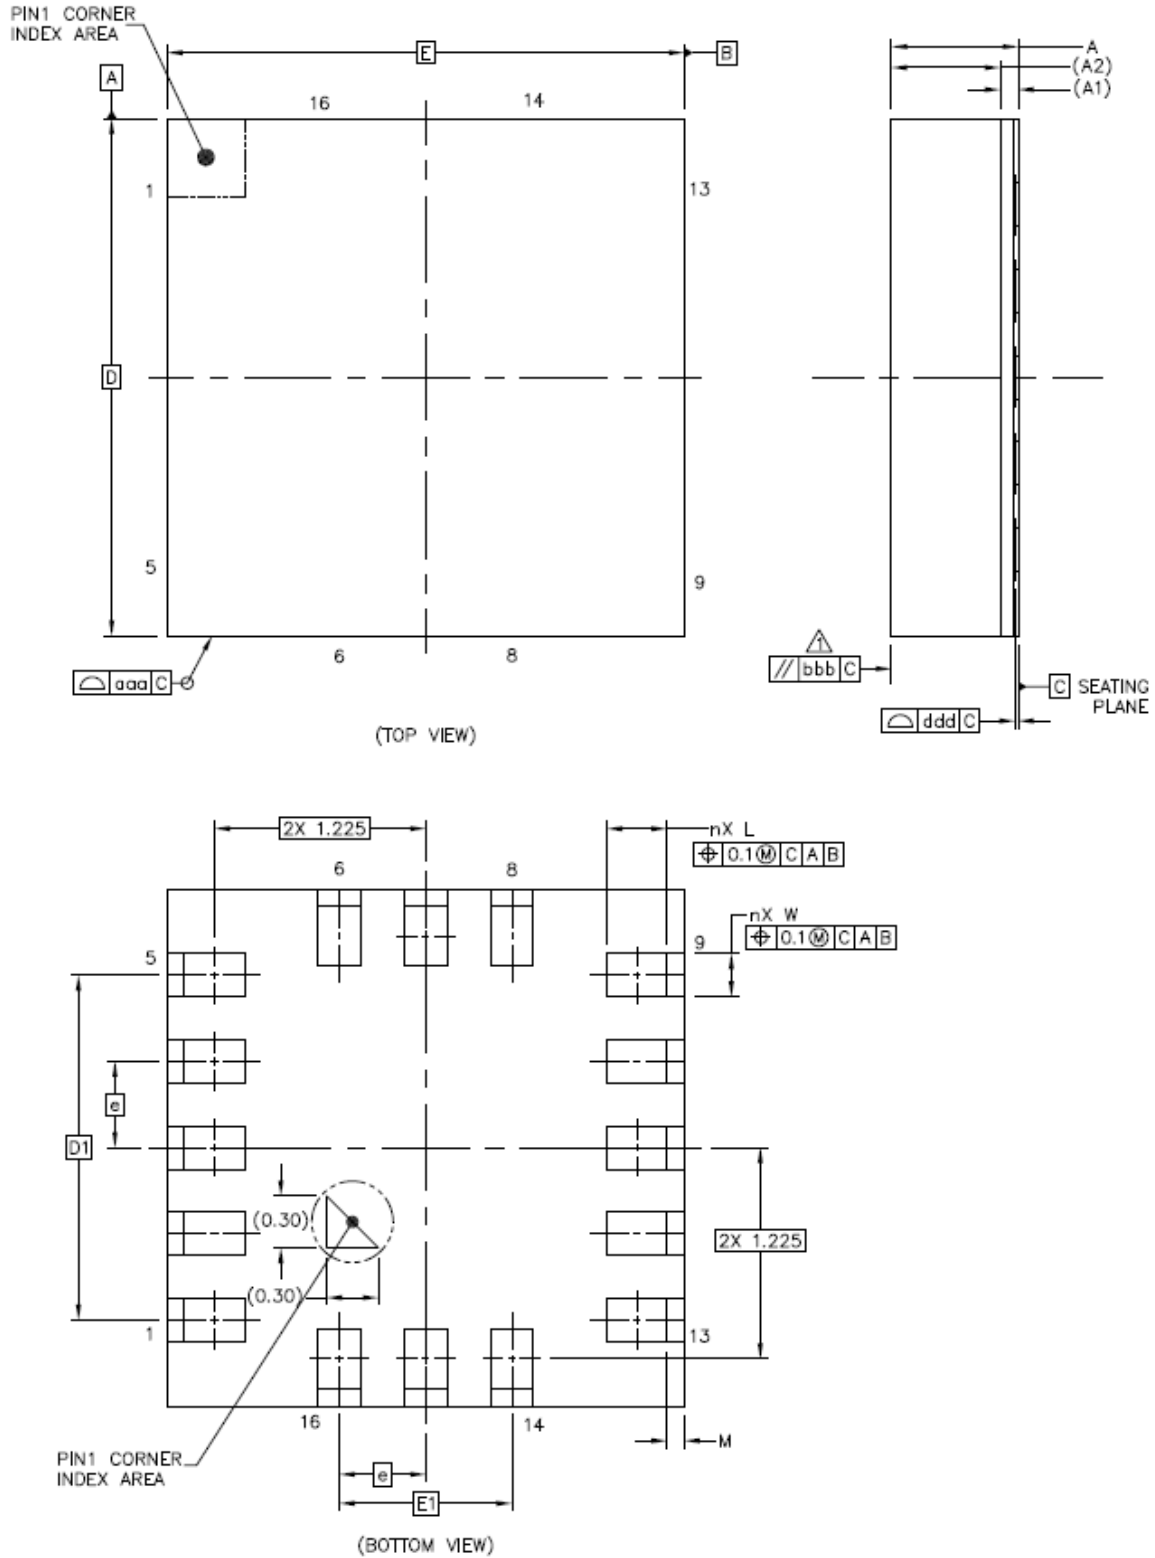 PIN1 CORNER
INDEX AREA
E
B
A
A
(A2)
(A1)
16
14
1
13
D
5
9
6
8
⌓ aaa C
(TOP VIEW)
1
// bbb C
C SEATING
PLANE
⌓ ddd C
2X 1.225
nX L
⌖ 0.1Ⓜ C A B
6
8
nX W
⌖ 0.1Ⓜ C A B
5
9
e
D1
(0.30)
2X 1.225
(0.30)
1
13
16
14
M
PIN1 CORNER
INDEX AREA
e
E1
(BOTTOM VIEW)